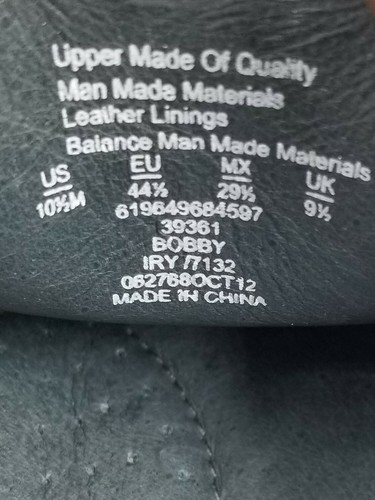 Upper Made Of Quality
Man Made Materials
Leather Linings
Balance Man Made Materials
US EU MX UK
10½M 44½ 29½ 9½
619649684597
39361
BOBBY
IRY /7132
062768OCT12
MADE IN CHINA